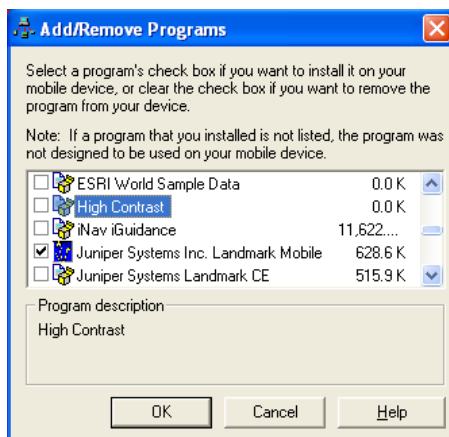 Add/Remove Programs
Select a program's check box if you want to install it on your
mobile device, or clear the check box if you want to remove the
program from your device.
Note: If a program that you installed is not listed, the program was
not designed to be used on your mobile device.
ESRI World Sample Data 0.0 K
High Contrast 0.0 K
iNav iGuidance 11,622....
Juniper Systems Inc. Landmark Mobile 628.6 K
Juniper Systems Landmark CE 515.9 K
Program description
High Contrast
OK Cancel Help